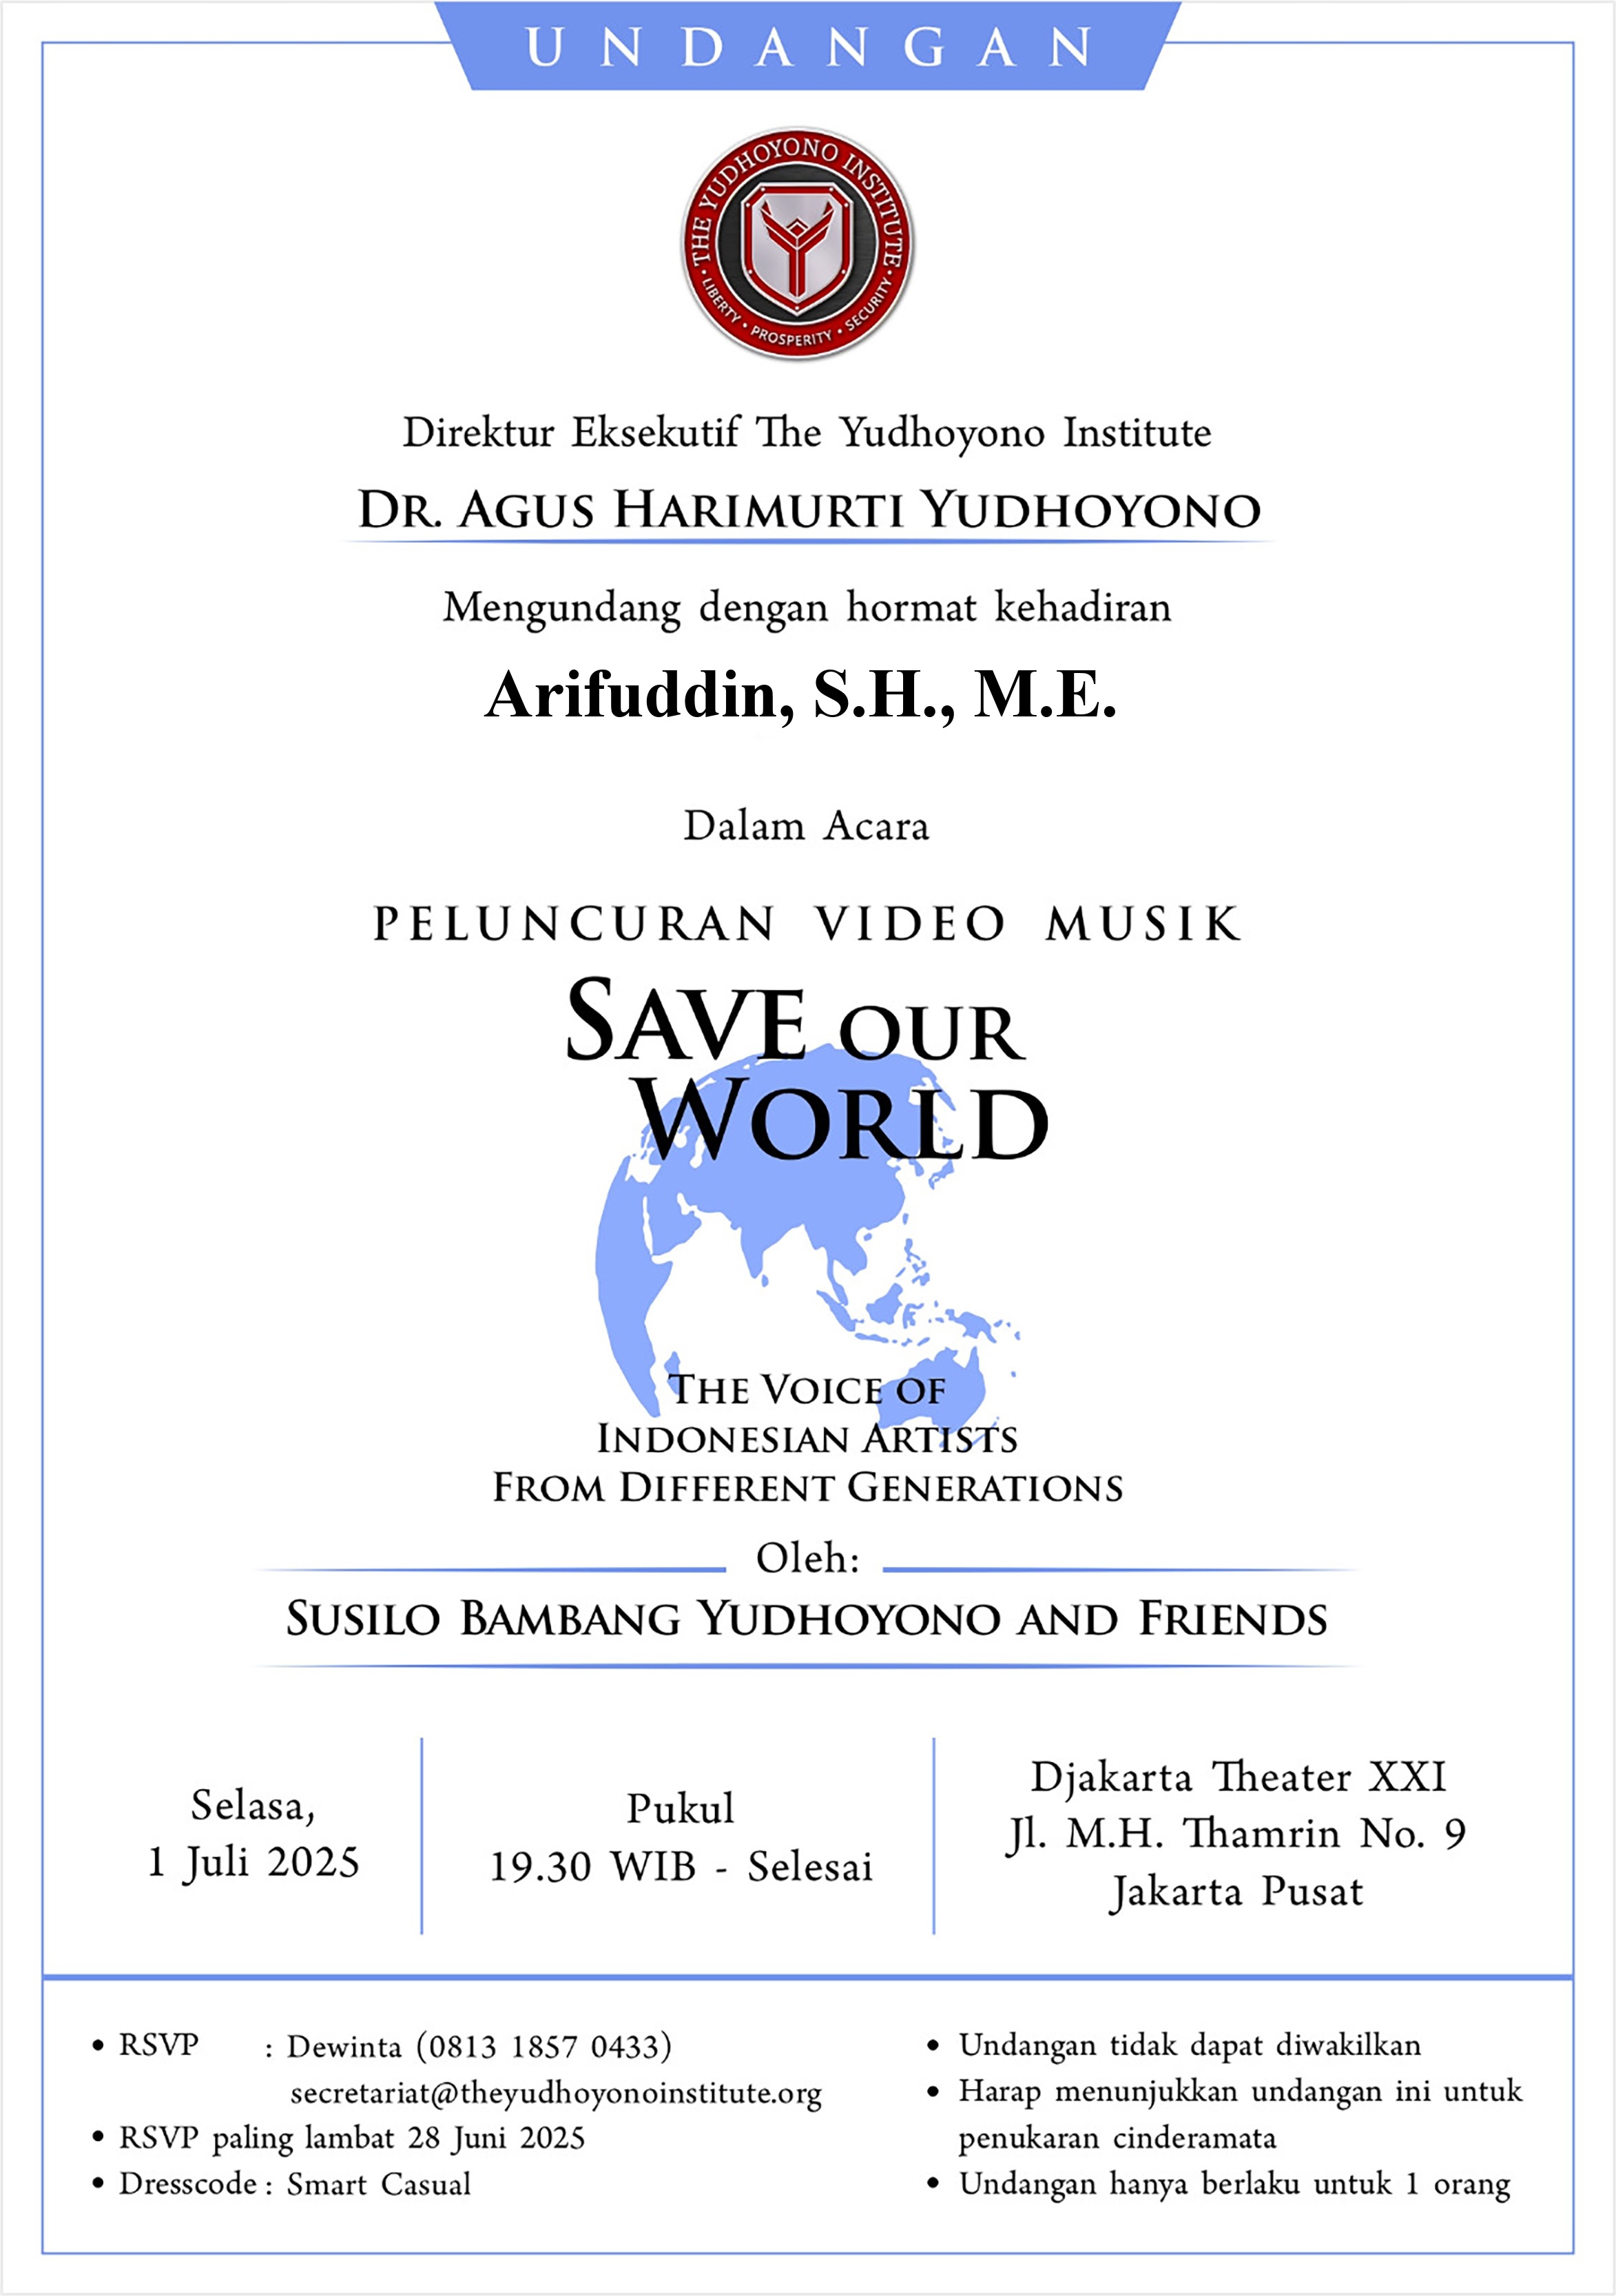 UNDANGAN
THE YUDHOYONO INSTITUTE
LIBERTY • PROSPERITY • SECURITY
Direktur Eksekutif The Yudhoyono Institute
DR. AGUS HARIMURTI YUDHOYONO
Mengundang dengan hormat kehadiran
Arifuddin, S.H., M.E.
Dalam Acara
PELUNCURAN VIDEO MUSIK
SAVE OUR
WORLD
THE VOICE OF
INDONESIAN ARTISTS
FROM DIFFERENT GENERATIONS
Oleh:
SUSILO BAMBANG YUDHOYONO AND FRIENDS
Selasa,
1 Juli 2025
Pukul
19.30 WIB - Selesai
Djakarta Theater XXI
Jl. M.H. Thamrin No. 9
Jakarta Pusat
• RSVP : Dewinta (0813 1857 0433)
secretariat@theyudhoyonoinstitute.org
• RSVP paling lambat 28 Juni 2025
• Dresscode : Smart Casual
• Undangan tidak dapat diwakilkan
• Harap menunjukkan undangan ini untuk
penukaran cinderamata
• Undangan hanya berlaku untuk 1 orang